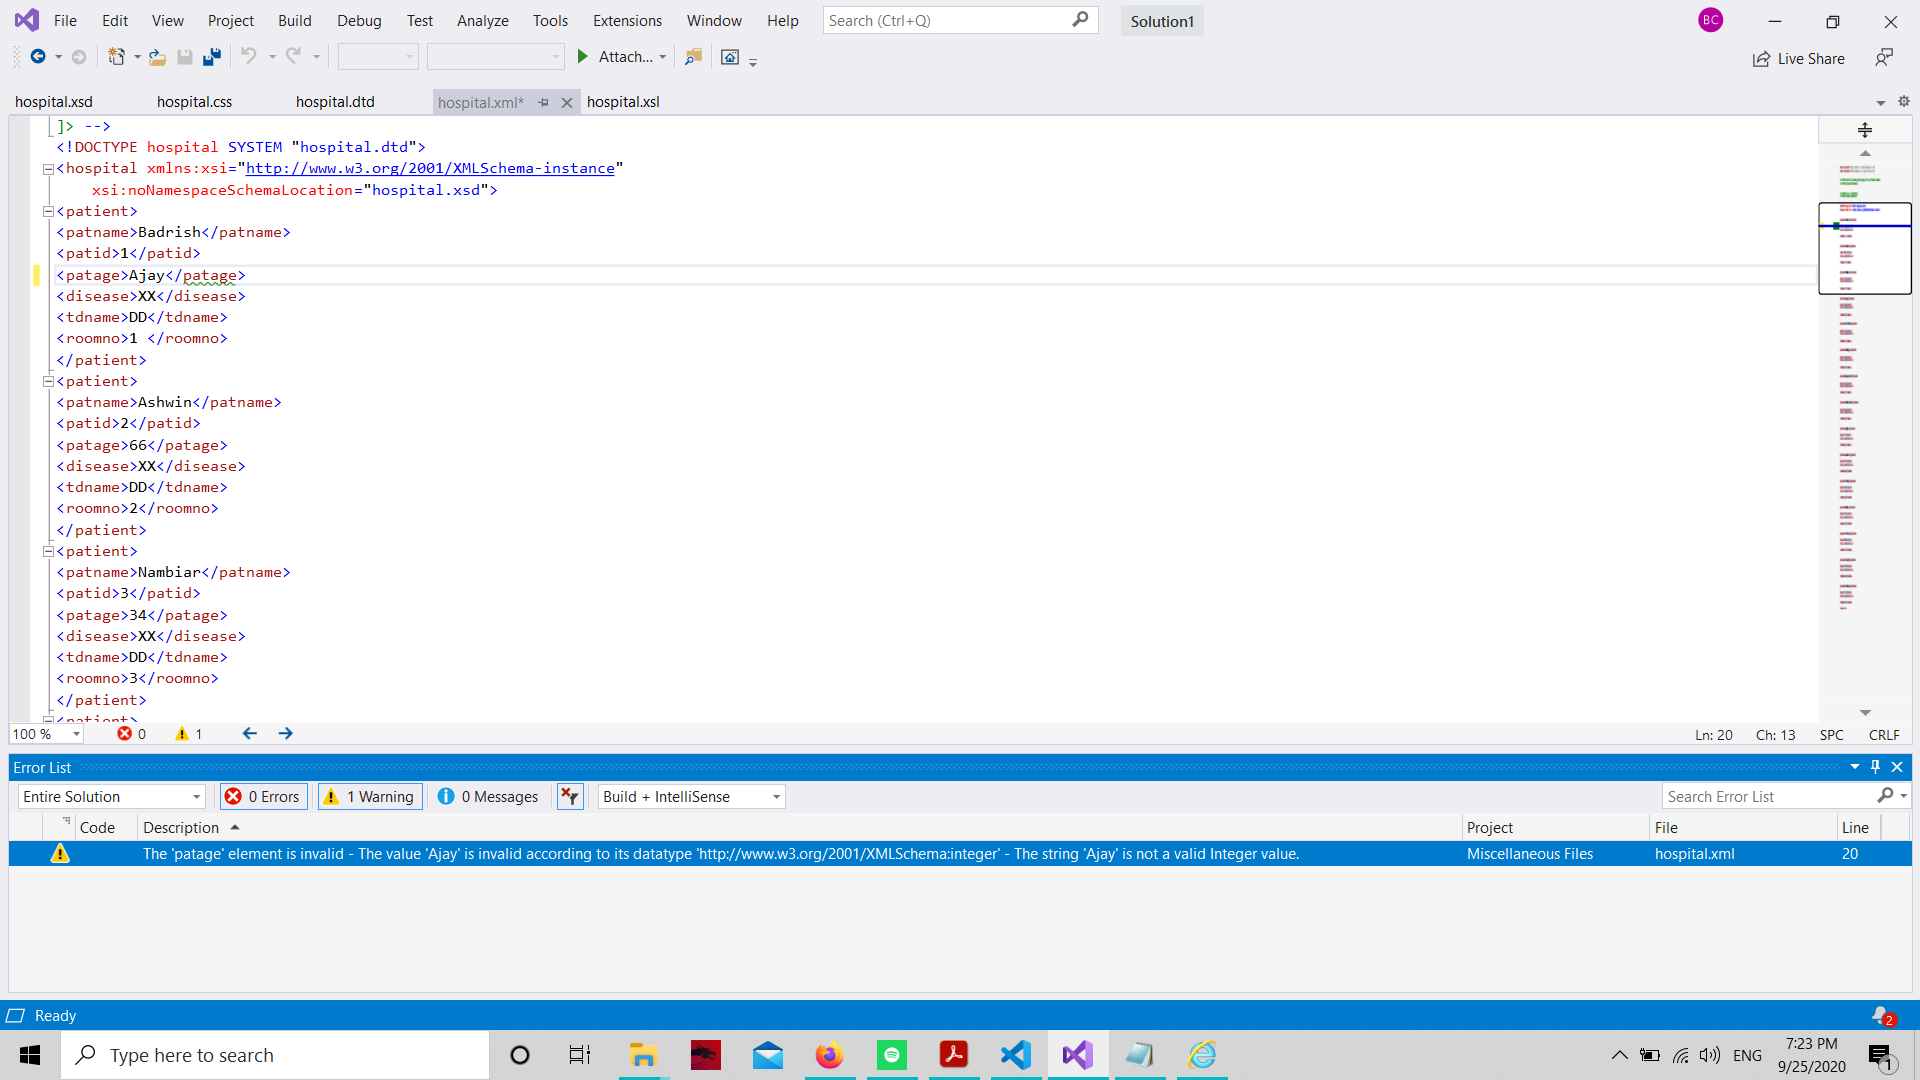 File Edit View Project Build Debug Test Analyze Tools Extensions Window Help Search (Ctrl+Q) Solution1 BC
Attach... Live Share
hospital.xsd hospital.css hospital.dtd hospital.xml* hospital.xsl
]> -->
<!DOCTYPE hospital SYSTEM "hospital.dtd">
<hospital xmlns:xsi="http://www.w3.org/2001/XMLSchema-instance"
xsi:noNamespaceSchemaLocation="hospital.xsd">
<patient>
<patname>Badrish</patname>
<patid>1</patid>
<patage>Ajay</patage>
<disease>XX</disease>
<tdname>DD</tdname>
<roomno>1 </roomno>
</patient>
<patient>
<patname>Ashwin</patname>
<patid>2</patid>
<patage>66</patage>
<disease>XX</disease>
<tdname>DD</tdname>
<roomno>2</roomno>
</patient>
<patient>
<patname>Nambiar</patname>
<patid>3</patid>
<patage>34</patage>
<disease>XX</disease>
<tdname>DD</tdname>
<roomno>3</roomno>
</patient>
<patient>
100 % 0 1 Ln: 20 Ch: 13 SPC CRLF
Error List
Entire Solution 0 Errors 1 Warning 0 Messages Build + IntelliSense Search Error List
Code Description Project File Line
The 'patage' element is invalid - The value 'Ajay' is invalid according to its datatype 'http://www.w3.org/2001/XMLSchema:integer' - The string 'Ajay' is not a valid Integer value. Miscellaneous Files hospital.xml 20
Ready 2
Type here to search ENG 7:23 PM
9/25/2020 1